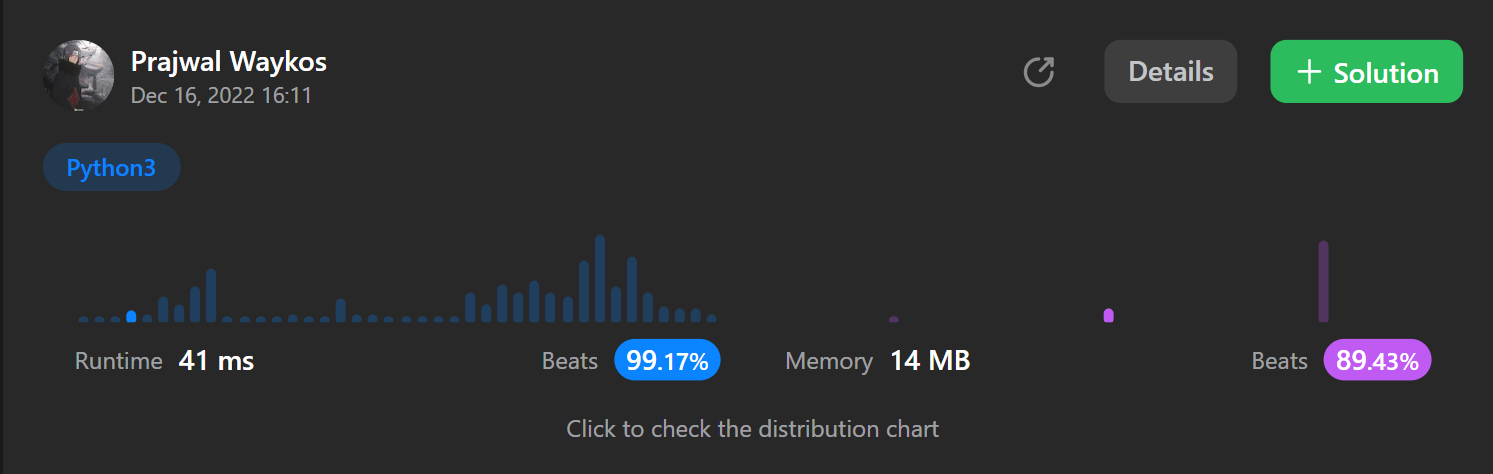 Prajwal Waykos
Dec 16, 2022 16:11
Details
+ Solution
Python3
Runtime 41 ms
Beats 99.17%
Memory 14 MB
Beats 89.43%
Click to check the distribution chart